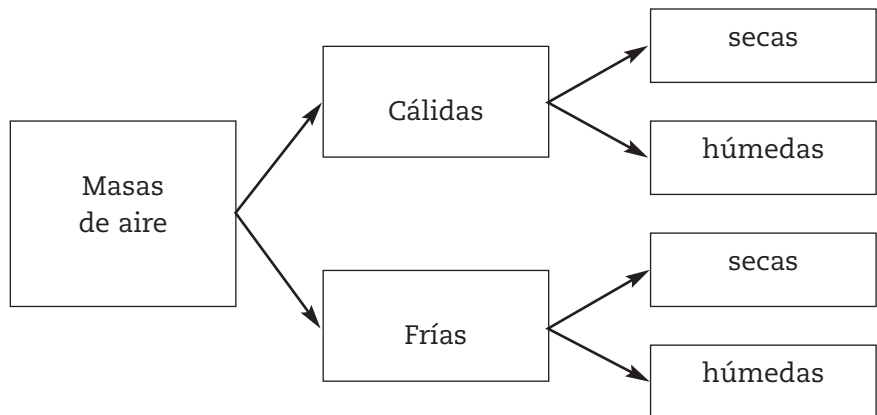 Masas
de aire
Cálidas
secas
húmedas
Frías
secas
húmedas